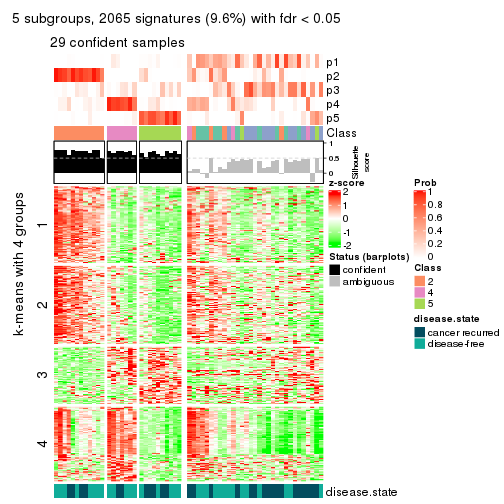 5 subgroups, 2065 signatures (9.6%) with fdr < 0.05
29 confident samples
p1
p2
p3
p4
p5
Class
1
0.5
0
Silhouette
score
k-means with 4 groups
1
2
3
4
z-score
2
1
0
-1
-2
Status (barplots)
confident
ambiguous
Prob
1
0.8
0.6
0.4
0.2
0
Class
2
4
5
disease.state
cancer recurred
disease-free
disease.state